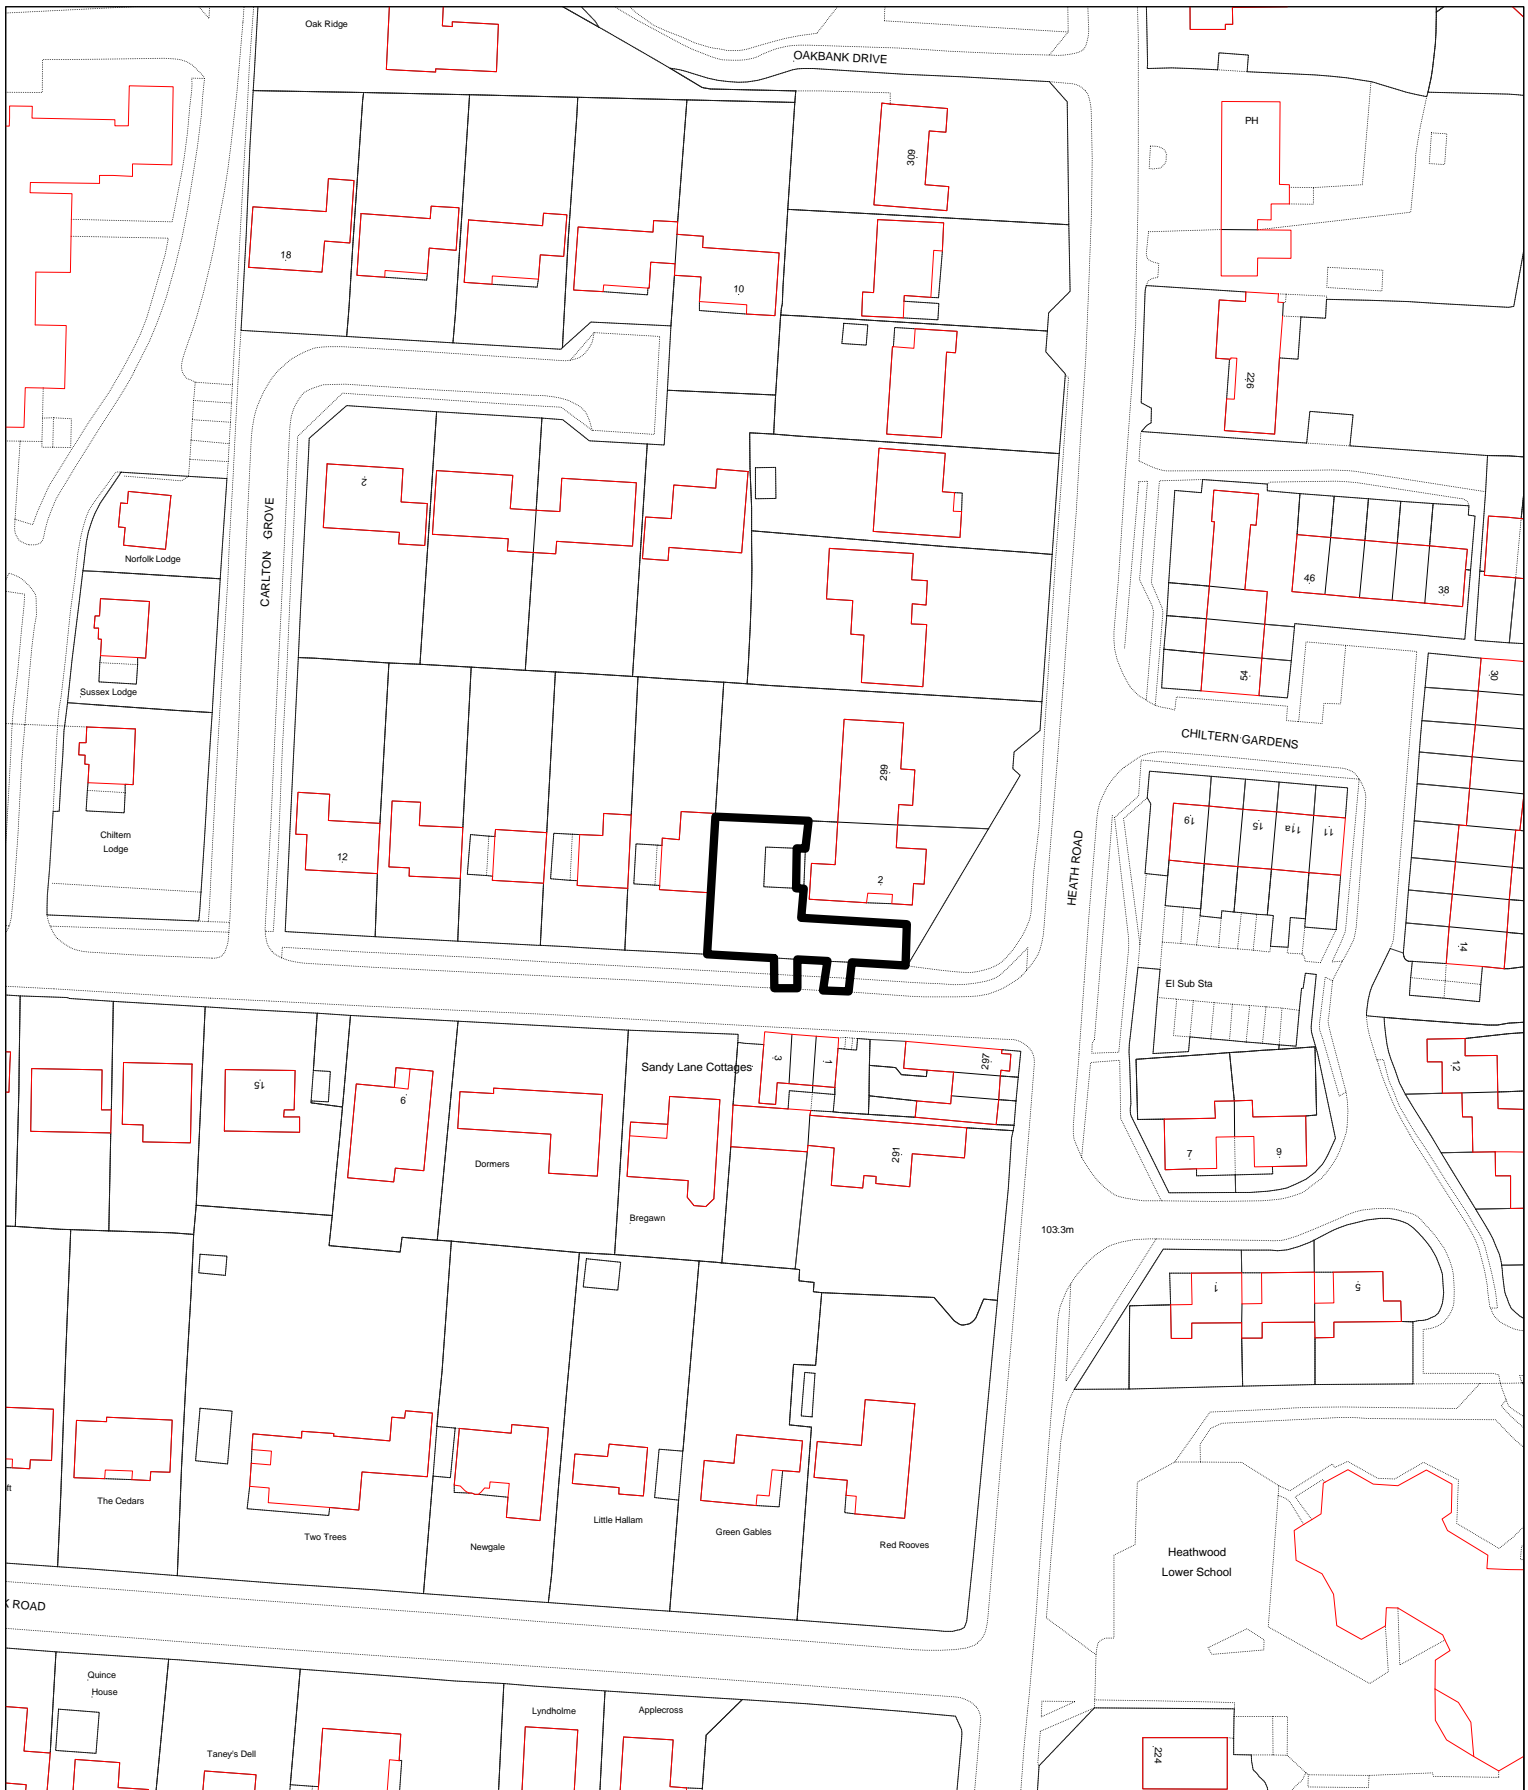 Oak Ridge
OAKBANK DRIVE
PH
309
18
10
226
2
CARLTON GROVE
Norfolk Lodge
46
38
54
30
Sussex Lodge
CHILTERN GARDENS
299
Chiltern
Lodge
12
2
HEATH ROAD
19
15
11a
11
14
El Sub Sta
Sandy Lane Cottages
3
1
297
12
15
9
291
Dormers
7
9
Bregawn
103.3m
1
5
The Cedars
Two Trees
Newgale
Little Hallam
Green Gables
Red Rooves
Heathwood
Lower School
ROAD
Quince
House
Lyndholme
Applecross
Taney's Dell
224